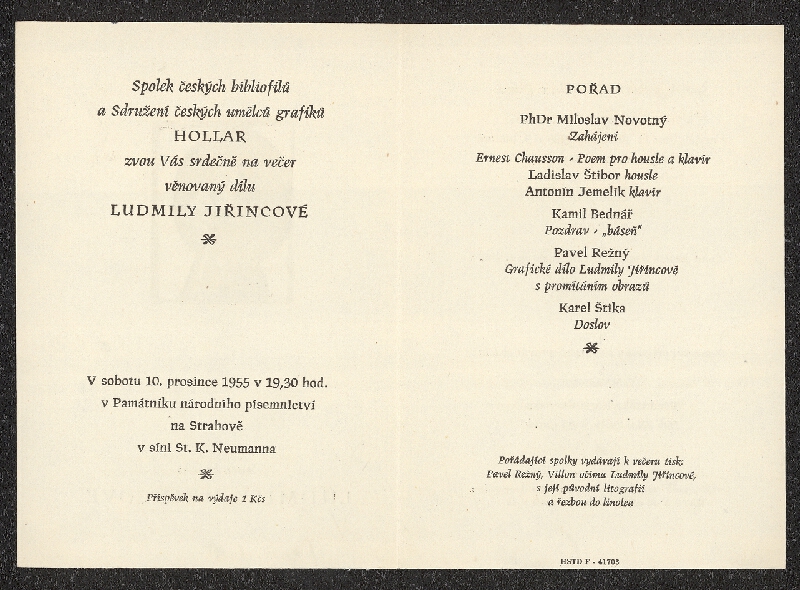 Spolek českých bibliofilů
a Sdružení českých umělců grafiků
HOLLAR
zvou Vás srdečně na večer
věnovaný dílu
LUDMILY JIŘINCOVÉ
V sobotu 10. prosince 1955 v 19,30 hod.
v Památníku národního písemnictví
na Strahově
v síni St. K. Neumanna
Příspěvek na výdaje 2 Kčs
POŘAD
PhDr Miloslav Novotný
Zahájení
Ernest Chausson - Poem pro housle a klavír
Ladislav Štibor housle
Antonín Jemelík klavír
Kamil Bednář
Pozdrav - „báseň“
Pavel Režný
Grafické dílo Ludmily Jiřincové
s promítáním obrazů
Karel Štika
Doslov
Pořádající spolky vydávají k večeru tisk:
Pavel Režný, Villon očima Ludmily Jiřincové,
s její původní litografií
a řezbou do linolea
HSTD F - 41703